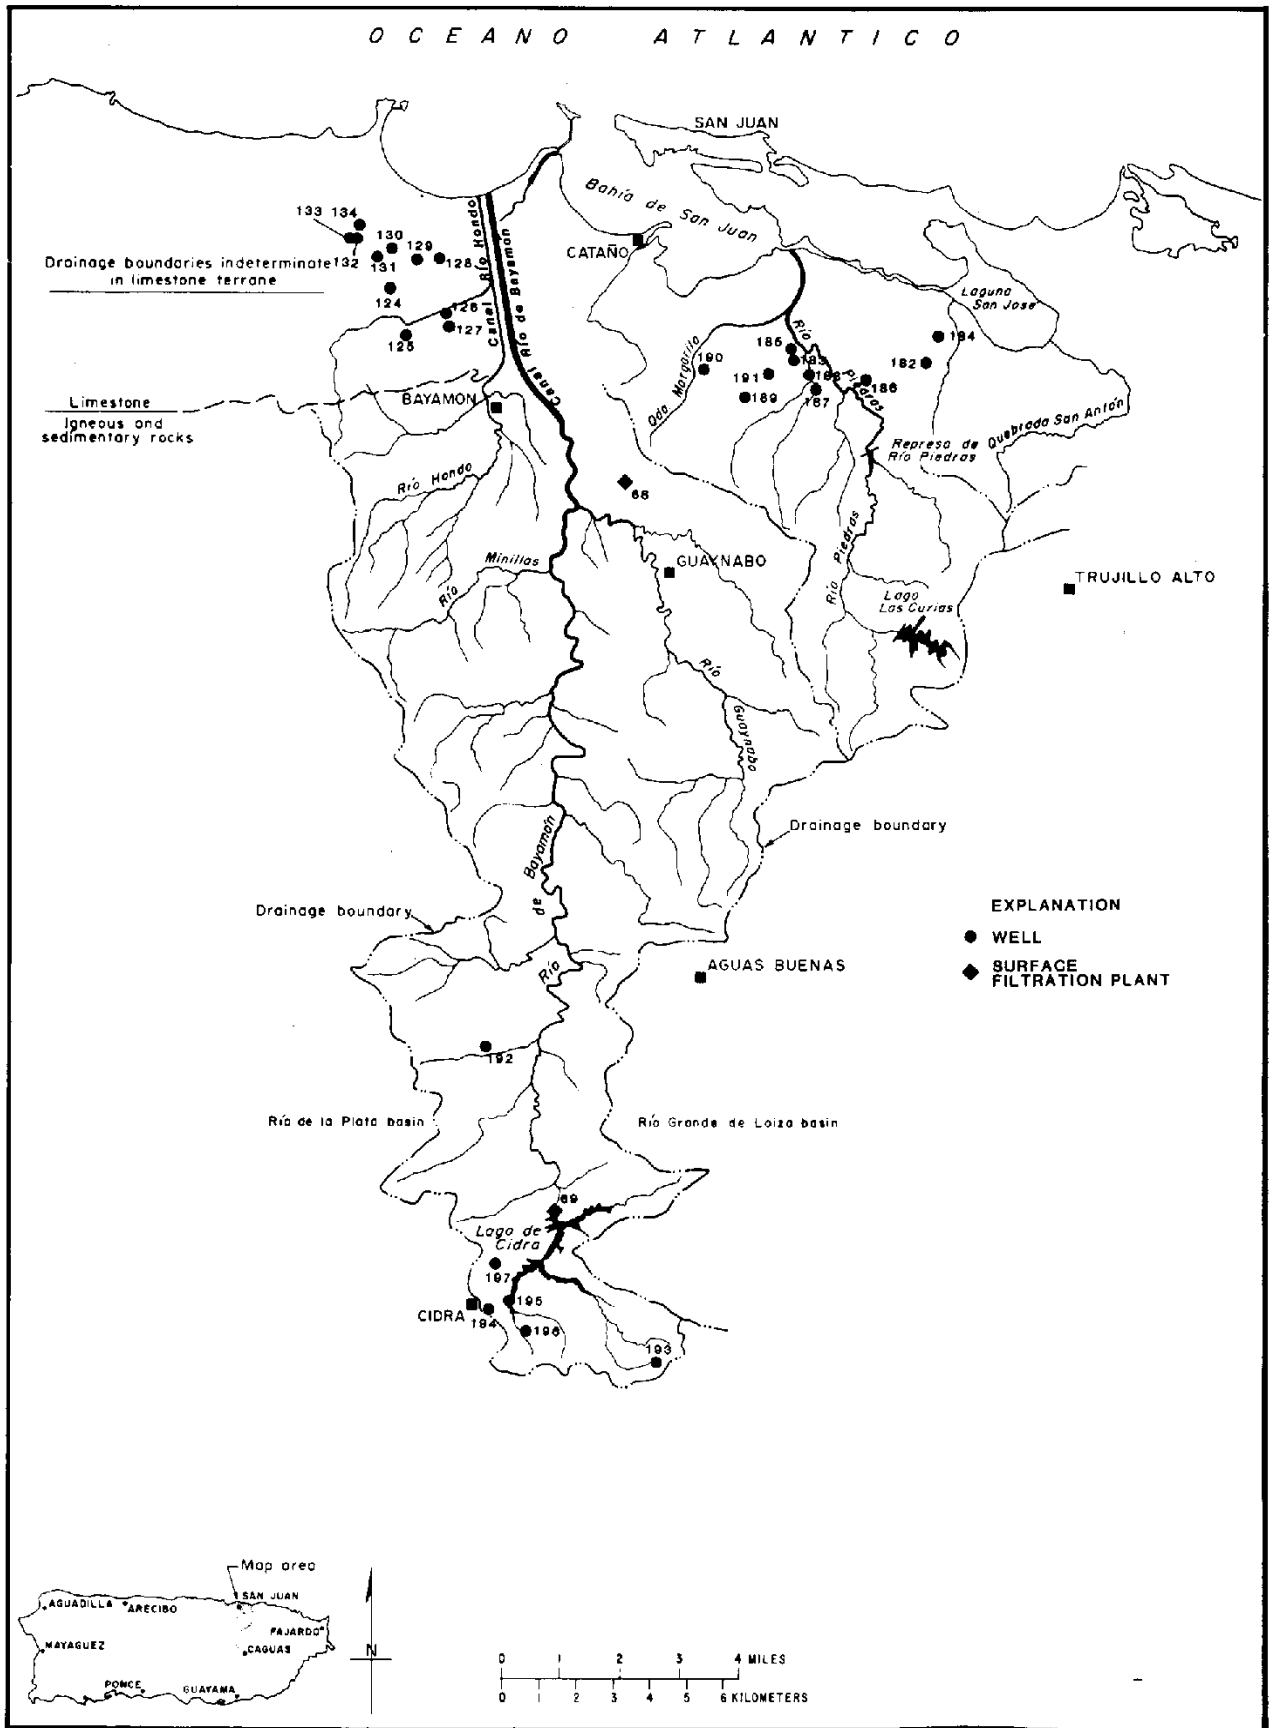 OCEANO ATLANTICO
SAN JUAN
Bahía de San Juan
CATAÑO
133 134
130
129
128
132
131
Drainage boundaries indeterminate
in limestone terrane
124
126
127
125
Canal Río Hondo
Canal Río de Bayamón
Laguna
San José
184
182
185
183
188
186
187
190
191
189
Qda Margarito
Río Piedras
Limestone
Igneous and
sedimentary rocks
BAYAMON
Represa de
Río Piedras
Quebrada San Antón
Río Hondo
68
Minillas
Río
GUAYNABO
Río Piedras
TRUJILLO ALTO
Lago
Las Curias
Río
Guaynabo
Drainage boundary
Río de Bayamón
Drainage boundary
EXPLANATION
WELL
SURFACE
FILTRATION PLANT
AGUAS BUENAS
192
Río de la Plata basin
Río Grande de Loiza basin
69
Lago de
Cidra
197
195
CIDRA
194
196
193
Map area
SAN JUAN
AGUADILLA
ARECIBO
FAJARDO
MAYAGUEZ
CAGUAS
PONCE
GUAYAMA
N
0 1 2 3 4 MILES
0 1 2 3 4 5 6 KILOMETERS